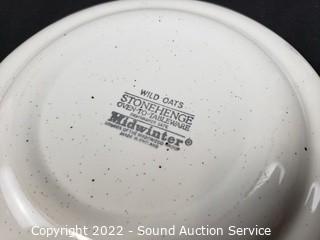 WILD OATS
STONEHENGE
OVEN-TO-TABLEWARE
Midwinter®
MADE IN ENGLAND
Copyright 2022 - Sound Auction Service